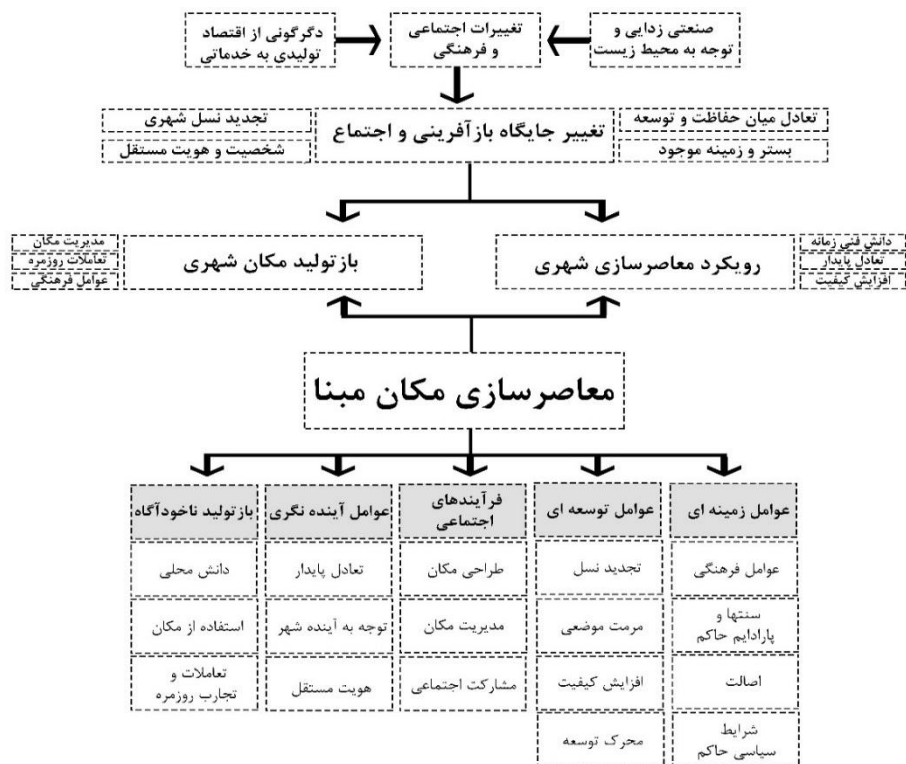 صنعتی زدایی و
توجه به محیط زیست
تغییرات اجتماعی
و فرهنگی
دگرگونی از اقتصاد
تولیدی به خدماتی
تعادل میان حفاظت و توسعه
بستر و زمینه موجود
تغییر جایگاه بازآفرینی و اجتماع
تجدید نسل شهری
شخصیت و هویت مستقل
دانش فنی زمانه
تعادل پایدار
افزایش کیفیت
رویکرد معاصرسازی شهری
بازتولید مکان شهری
مدیریت مکان
تعاملات روزمره
عوامل فرهنگی
معاصرسازی مکان مبنا
عوامل زمینه ای
عوامل فرهنگی
سنتها و
پارادایم حاکم
اصالت
شرایط
سیاسی حاکم
عوامل توسعه ای
تجدید نسل
مرمت موضعی
افزایش کیفیت
محرک توسعه
فرآیندهای
اجتماعی
طراحی مکان
مدیریت مکان
مشارکت اجتماعی
عوامل آینده نگری
تعادل پایدار
توجه به آینده شهر
هویت مستقل
بازتولید ناخودآگاه
دانش محلی
استفاده از مکان
تعاملات و
تجارب روزمره